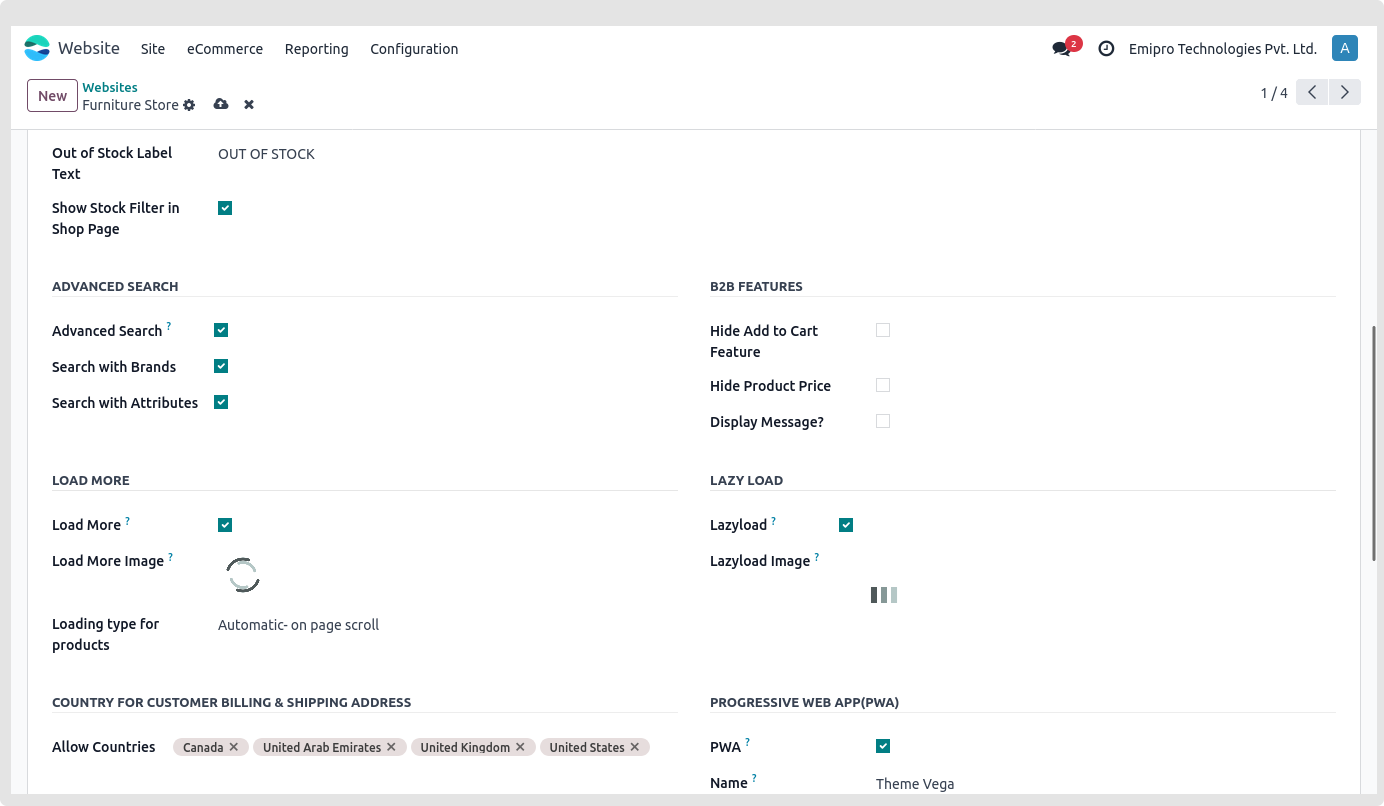 Website Site eCommerce Reporting Configuration 2 Emipro Technologies Pvt. Ltd. A
New
Websites
Furniture Store
1 / 4
Out of Stock Label
Text
OUT OF STOCK
Show Stock Filter in
Shop Page
ADVANCED SEARCH
Advanced Search ?
Search with Brands
Search with Attributes
B2B FEATURES
Hide Add to Cart
Feature
Hide Product Price
Display Message?
LOAD MORE
Load More ?
Load More Image ?
Loading type for
products
Automatic- on page scroll
LAZY LOAD
Lazyload ?
Lazyload Image ?
COUNTRY FOR CUSTOMER BILLING & SHIPPING ADDRESS
Allow Countries Canada United Arab Emirates United Kingdom United States
PROGRESSIVE WEB APP(PWA)
PWA ?
Name ? Theme Vega